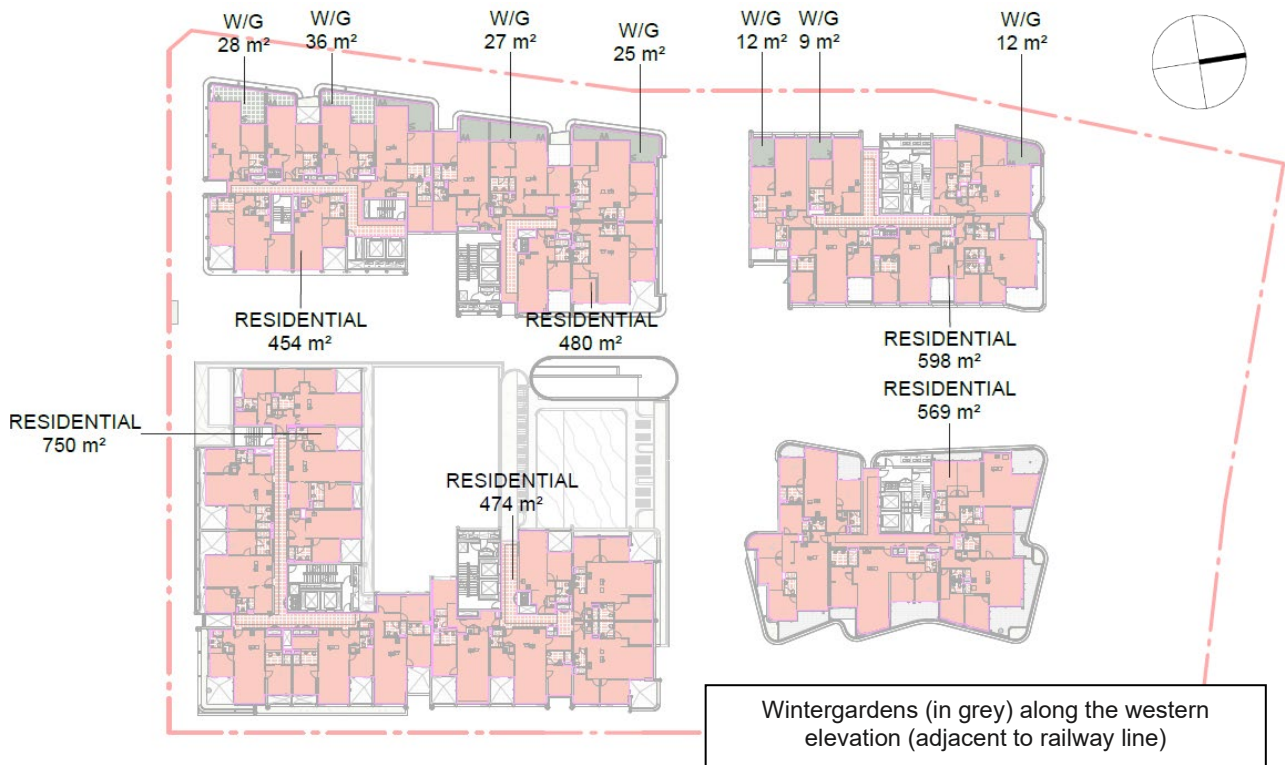 W/G
28 m²
W/G
36 m²
W/G
27 m²
W/G
25 m²
W/G
12 m²
W/G
9 m²
W/G
12 m²
RESIDENTIAL
454 m²
RESIDENTIAL
480 m²
RESIDENTIAL
598 m²
RESIDENTIAL
569 m²
RESIDENTIAL
750 m²
RESIDENTIAL
474 m²
Wintergardens (in grey) along the western
elevation (adjacent to railway line)